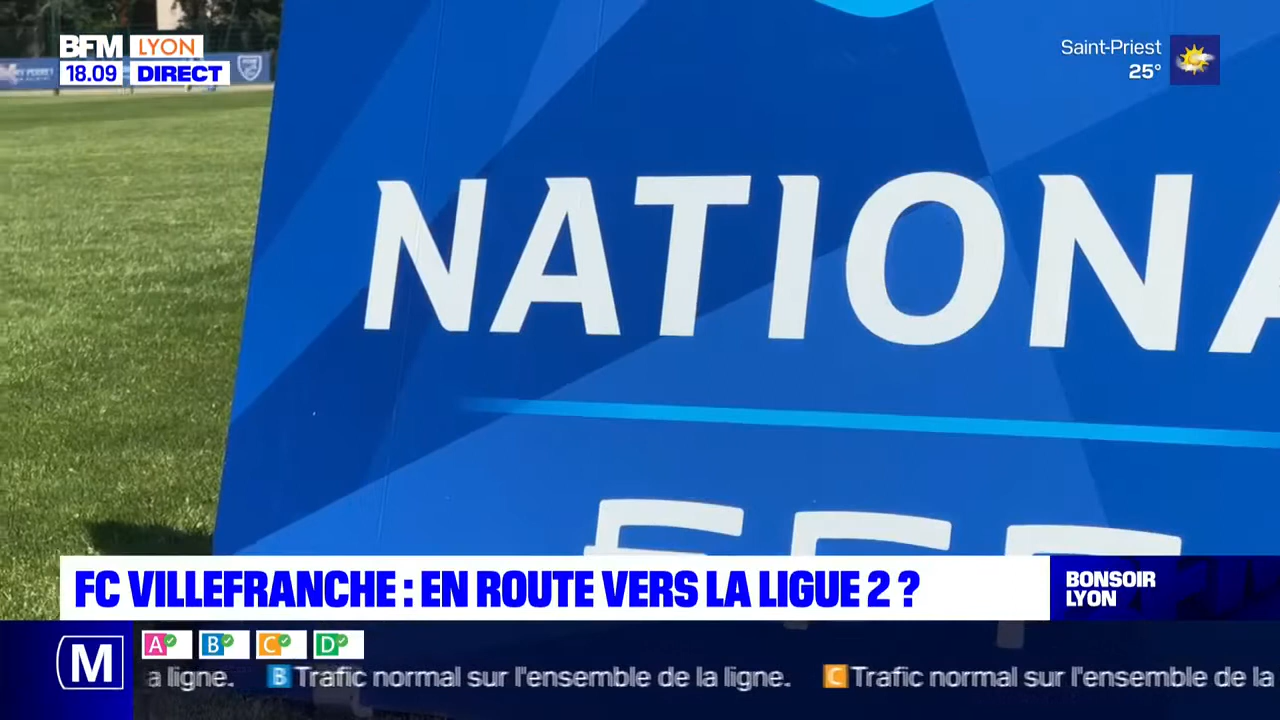 BFM LYON
18.09 DIRECT
Saint-Priest
25°
NATIONA
FFF
FC VILLEFRANCHE : EN ROUTE VERS LA LIGUE 2 ?
BONSOIR
LYON
M
A B C D
a ligne. B Trafic normal sur l'ensemble de la ligne. C Trafic normal sur l'ensemble de la